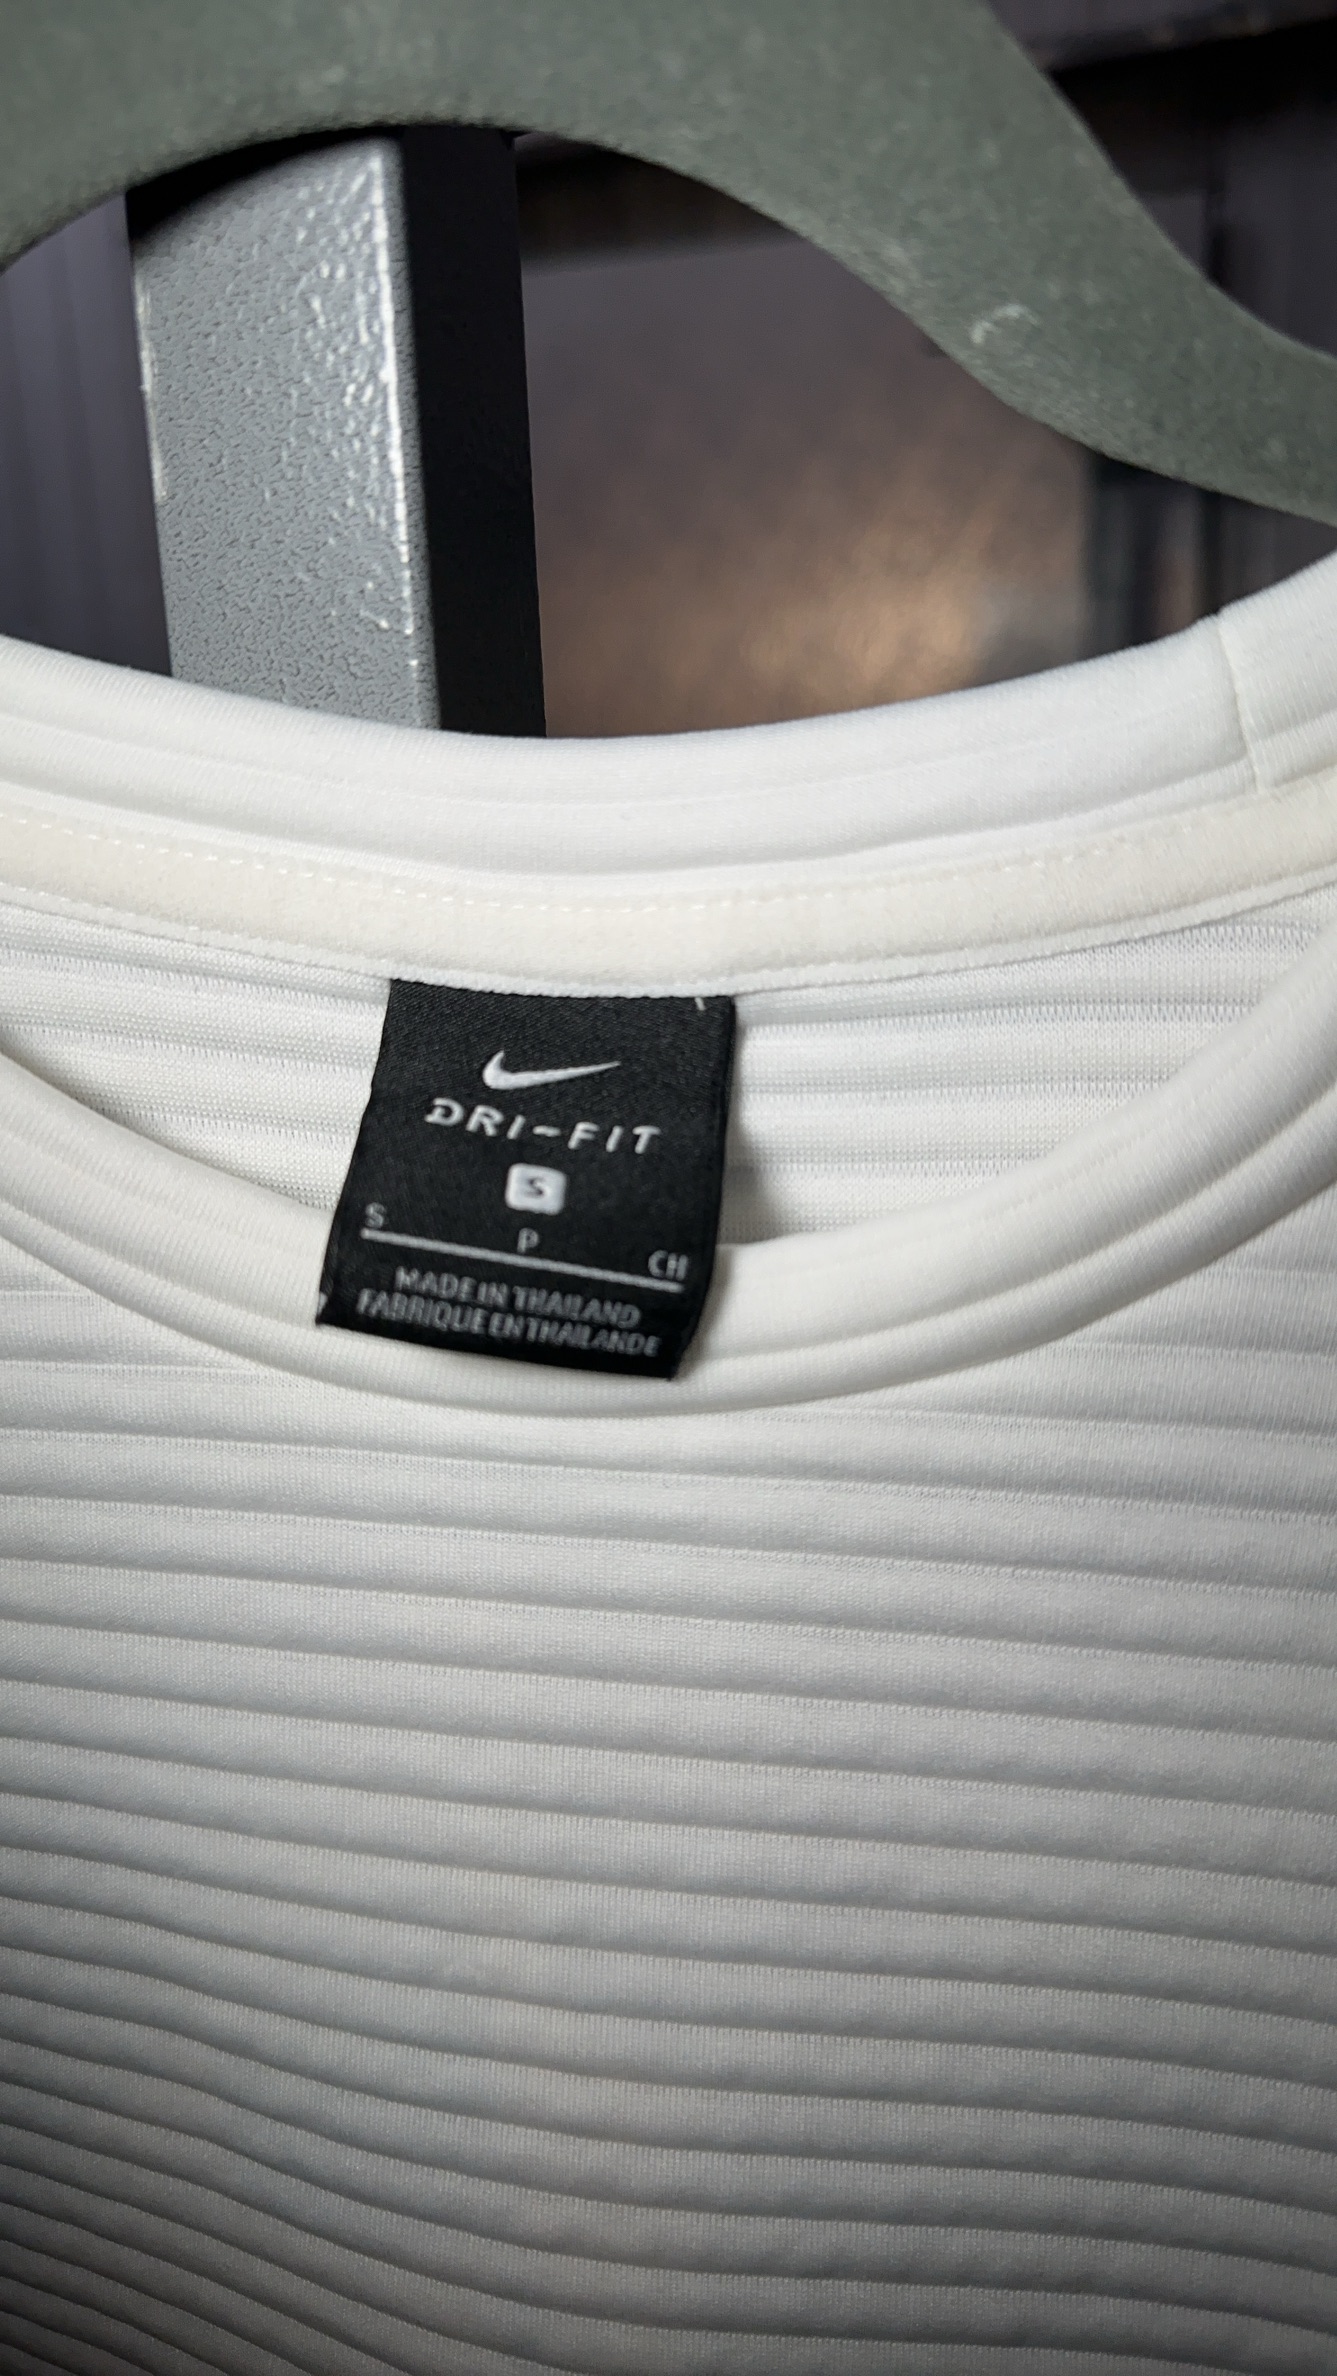 DRI-FIT
S
S P CH
MADE IN THAILAND
FABRIQUE EN THAILANDE